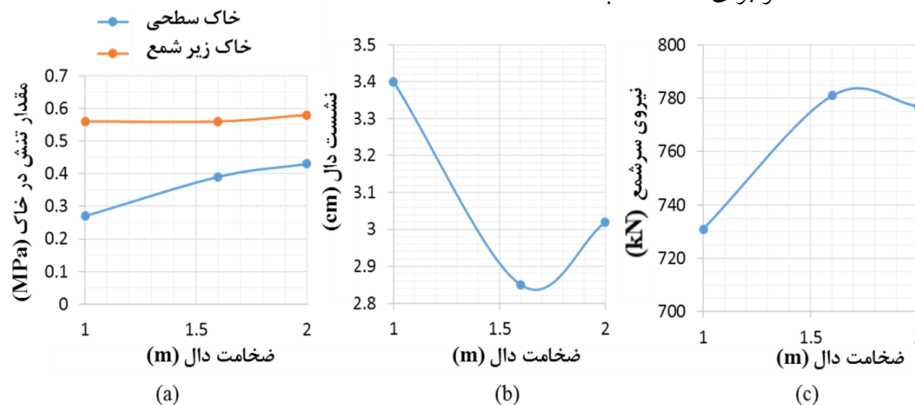 خاک سطحی
خاک زیر شمع
مقدار تنش در خاک (MPa)
0.7
0.6
0.5
0.4
0.3
0.2
0.1
0
1
1.5
2
ضخامت دال (m)
(a)
نشست دال (cm)
3.5
3.4
3.3
3.2
3.1
3
2.9
2.8
1
1.5
2
ضخامت دال (m)
(b)
نیروی سرشمع (kN)
800
780
760
740
720
700
1
1.5
ضخامت دال (m)
(c)